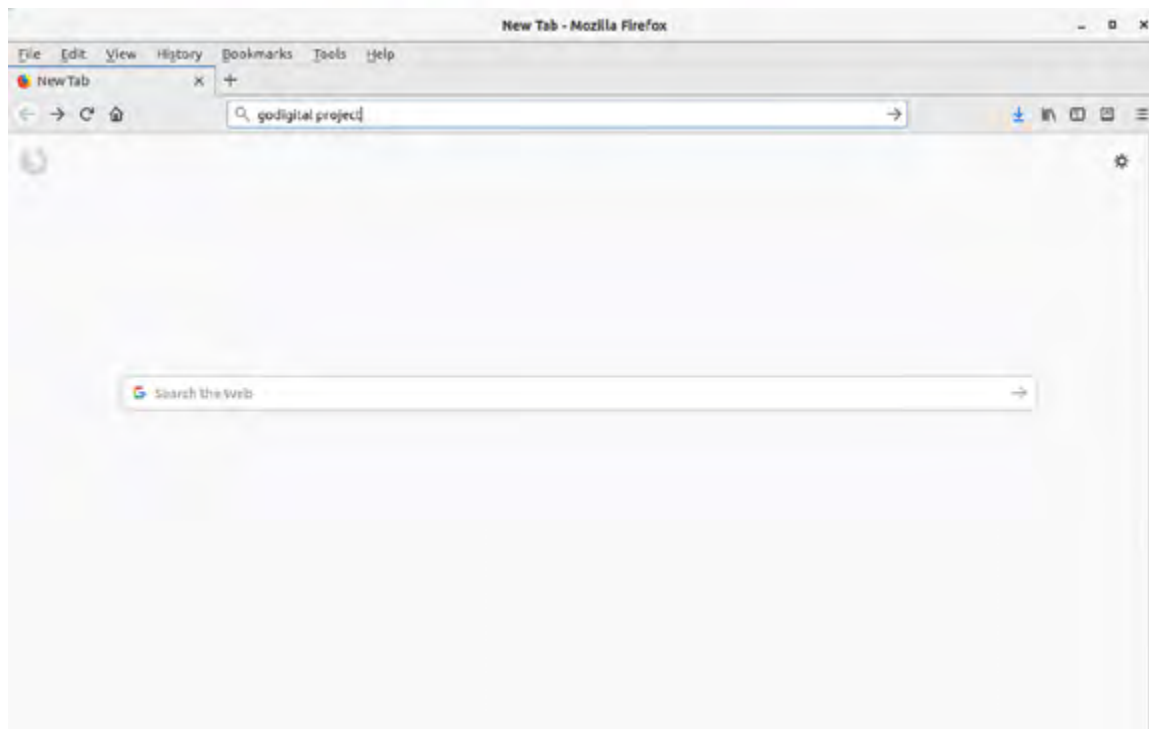 New Tab - Mozilla Firefox
File Edit View History Bookmarks Tools Help
New Tab
godigital project
Search the Web